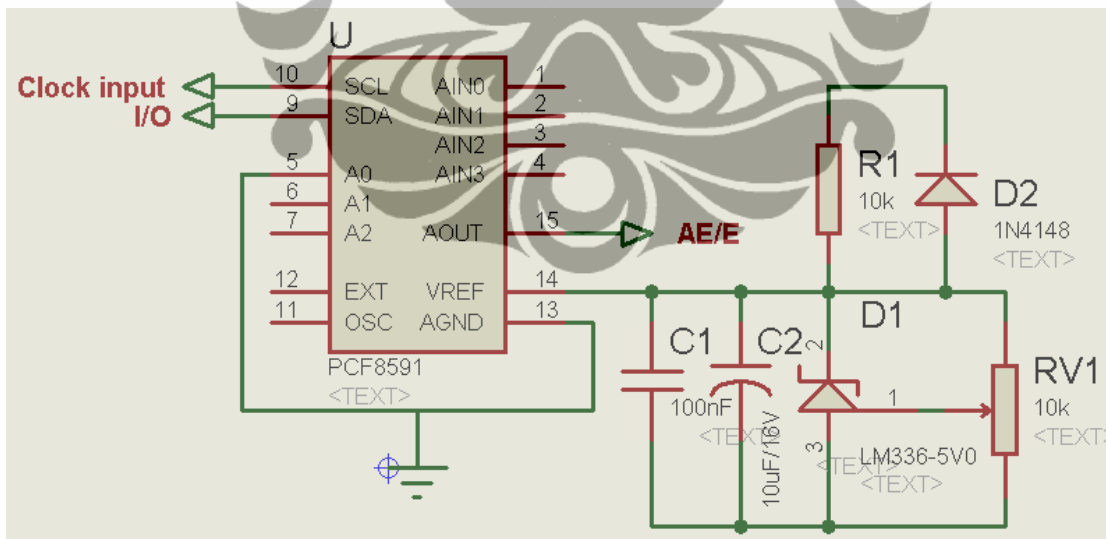 U
Clock input
I/O
10
9
5
6
7
12
11
SCL
SDA
A0
A1
A2
EXT
OSC
AIN0
AIN1
AIN2
AIN3
AOUT
VREF
AGND
1
2
3
4
15
14
13
PCF8591
<TEXT>
AE/E
R1
10k
<TEXT>
D2
1N4148
<TEXT>
C1
100nF
<TEXT>
C2
10uF/16V
<TEXT>
D1
2
1
3
LM336-5V0
<TEXT>
RV1
10k
<TEXT>